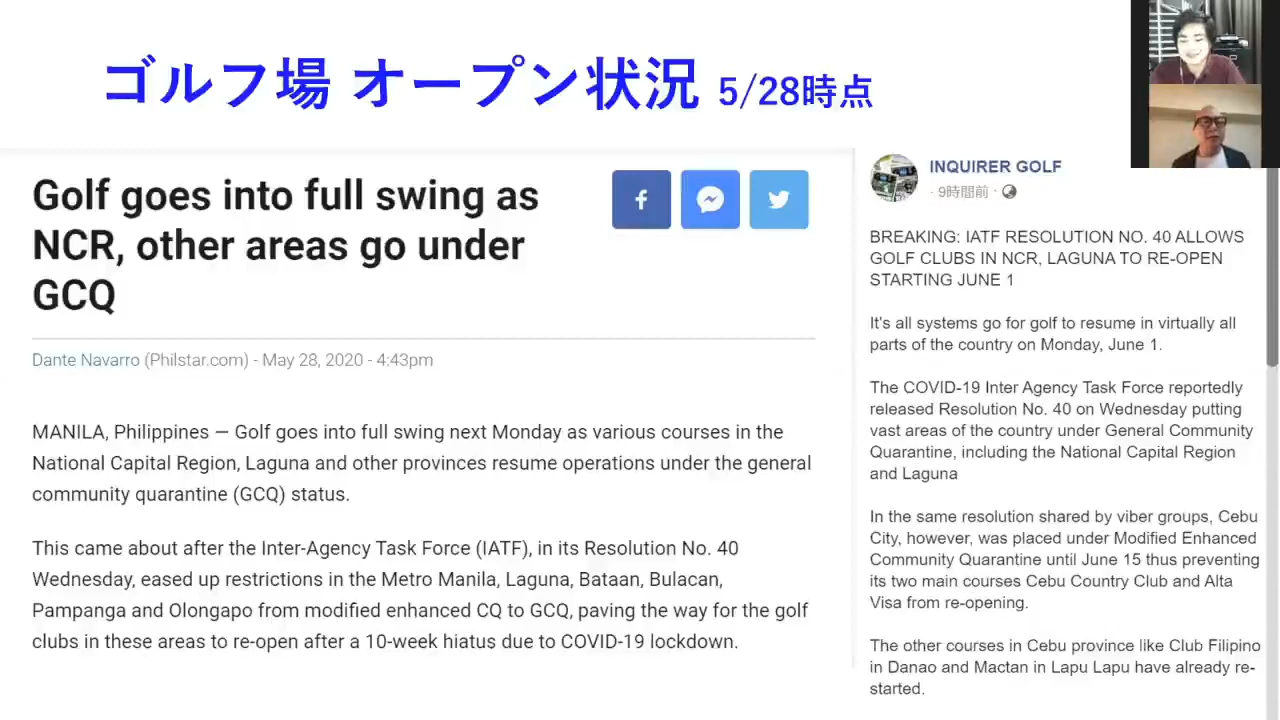 ゴルフ場 オープン状況 5/28時点
Golf goes into full swing as
NCR, other areas go under
GCQ
Dante Navarro (Philstar.com) - May 28, 2020 - 4:43pm
MANILA, Philippines — Golf goes into full swing next Monday as various courses in the
National Capital Region, Laguna and other provinces resume operations under the general
community quarantine (GCQ) status.
This came about after the Inter-Agency Task Force (IATF), in its Resolution No. 40
Wednesday, eased up restrictions in the Metro Manila, Laguna, Bataan, Bulacan,
Pampanga and Olongapo from modified enhanced CQ to GCQ, paving the way for the golf
clubs in these areas to re-open after a 10-week hiatus due to COVID-19 lockdown.
INQUIRER GOLF
· 9時間前 ·
BREAKING: IATF RESOLUTION NO. 40 ALLOWS
GOLF CLUBS IN NCR, LAGUNA TO RE-OPEN
STARTING JUNE 1
It's all systems go for golf to resume in virtually all
parts of the country on Monday, June 1.
The COVID-19 Inter Agency Task Force reportedly
released Resolution No. 40 on Wednesday putting
vast areas of the country under General Community
Quarantine, including the National Capital Region
and Laguna
In the same resolution shared by viber groups, Cebu
City, however, was placed under Modified Enhanced
Community Quarantine until June 15 thus preventing
its two main courses Cebu Country Club and Alta
Visa from re-opening.
The other courses in Cebu province like Club Filipino
in Danao and Mactan in Lapu Lapu have already re-
started.